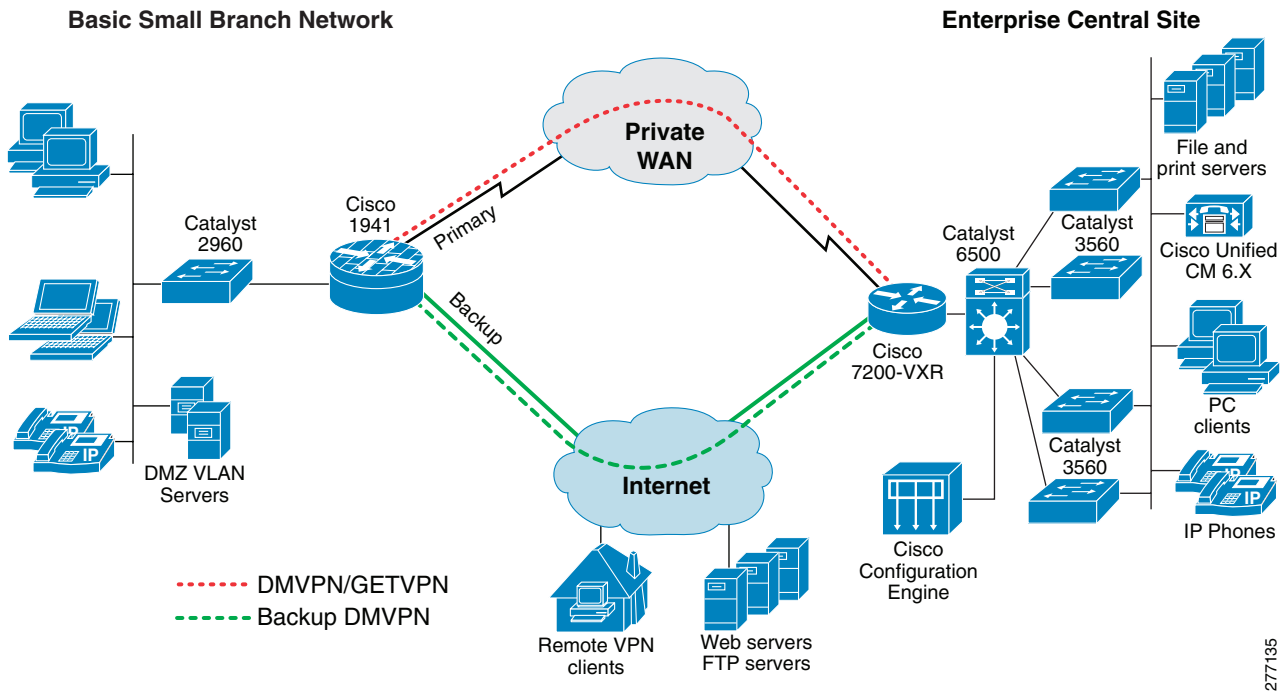 Basic Small Branch Network
Enterprise Central Site
Private
WAN
File and
print servers
Cisco
1941
Primary
Catalyst
2960
Catalyst
6500
Catalyst
3560
Cisco Unified
CM 6.X
Backup
Cisco
7200-VXR
PC
clients
IP
IP
DMZ VLAN
Servers
Internet
Catalyst
3560
IP
IP
IP Phones
Cisco
Configuration
Engine
DMVPN/GETVPN
Backup DMVPN
Remote VPN
clients
Web servers
FTP servers
277135